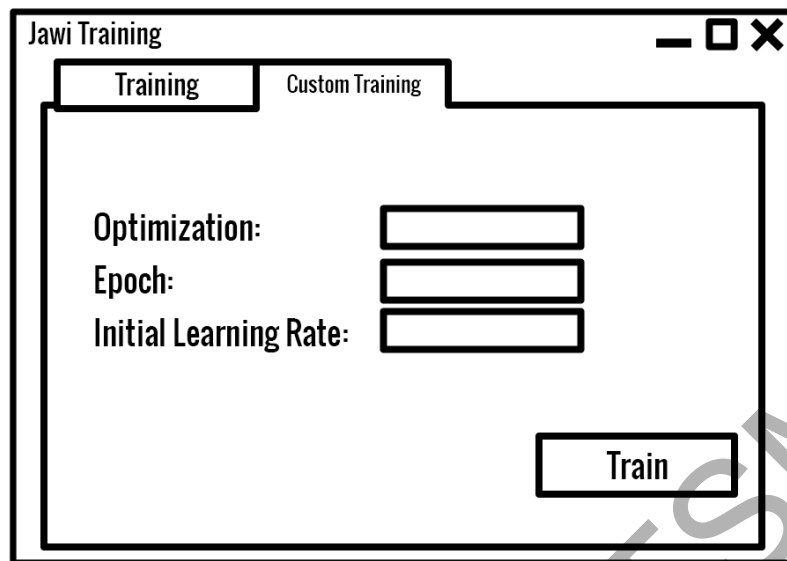 Jawi Training
Training
Custom Training
Optimization:
Epoch:
Initial Learning Rate:
Train